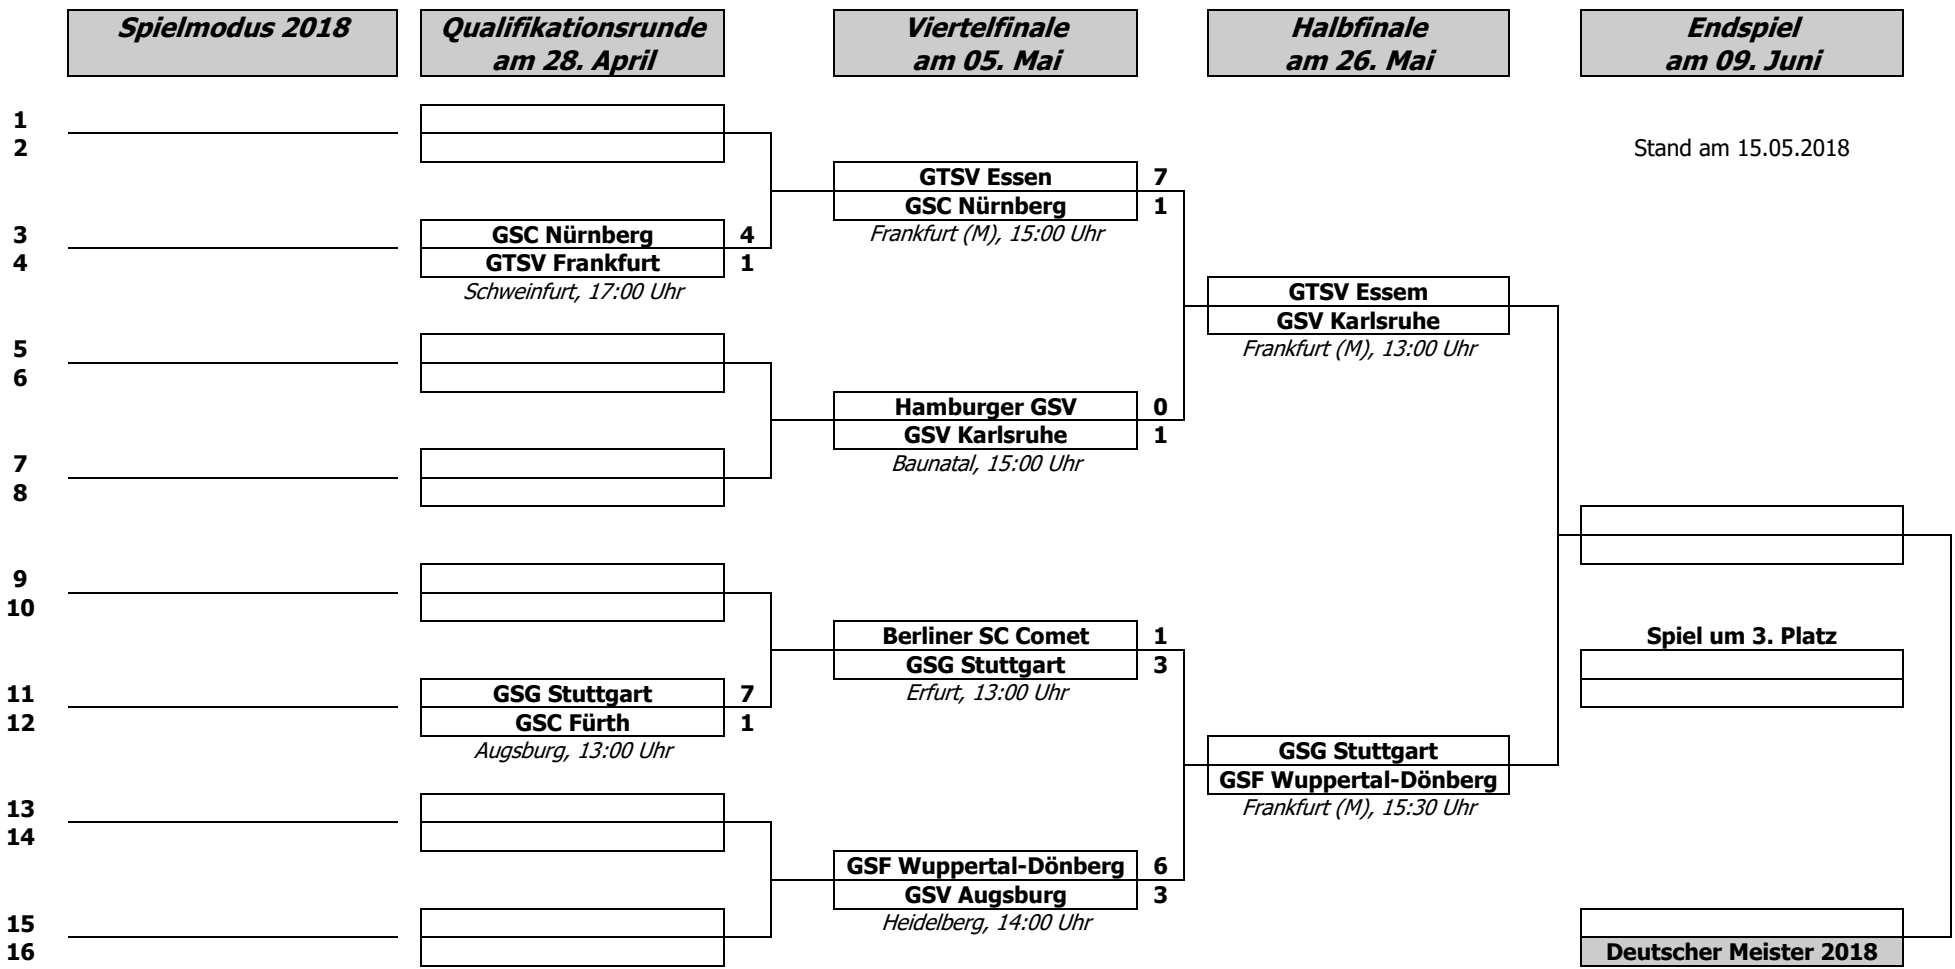 Spielmodus 2018
Qualifikationsrunde
am 28. April
Viertelfinale
am 05. Mai
Halbfinale
am 26. Mai
Endspiel
am 09. Juni
1
2
Stand am 15.05.2018
GTSV Essen 7
GSC Nürnberg 1
Frankfurt (M), 15:00 Uhr
3 GSC Nürnberg 4
4 GTSV Frankfurt 1
Schweinfurt, 17:00 Uhr
GTSV Essem
GSV Karlsruhe
Frankfurt (M), 13:00 Uhr
5
6
Hamburger GSV 0
GSV Karlsruhe 1
Baunatal, 15:00 Uhr
7
8
9
10
Berliner SC Comet 1
GSG Stuttgart 3
Erfurt, 13:00 Uhr
Spiel um 3. Platz
11 GSG Stuttgart 7
12 GSC Fürth 1
Augsburg, 13:00 Uhr
GSG Stuttgart
GSF Wuppertal-Dönberg
Frankfurt (M), 15:30 Uhr
13
14
GSF Wuppertal-Dönberg 6
GSV Augsburg 3
Heidelberg, 14:00 Uhr
15
16
Deutscher Meister 2018